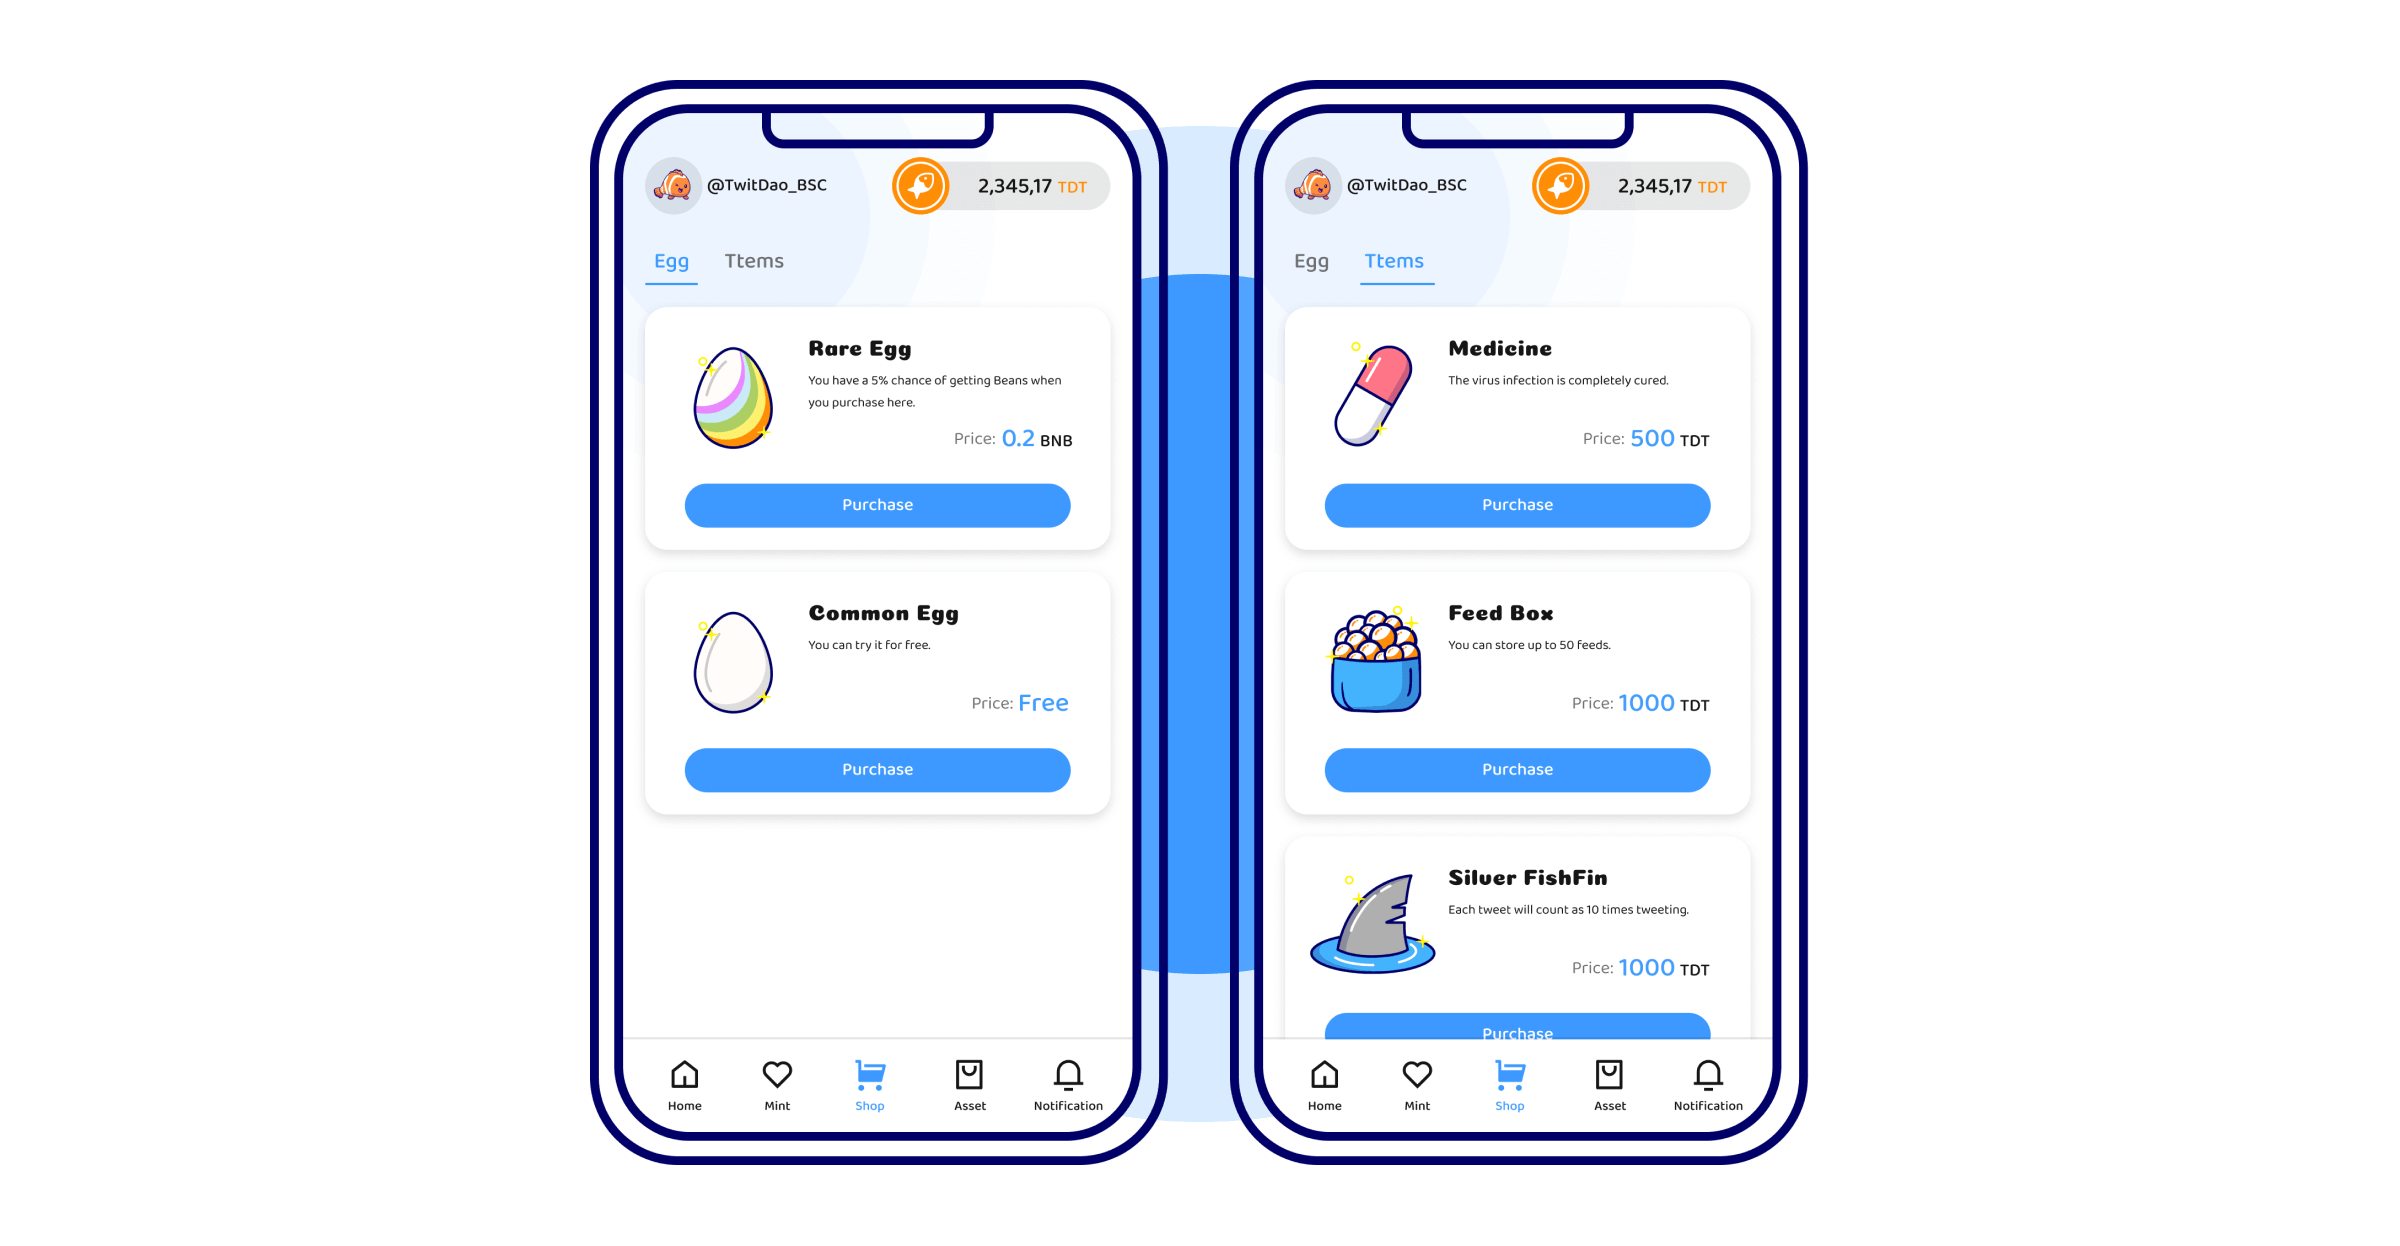 @TwitDao_BSC
2,345,17 TDT
Egg Ttems
Rare Egg
You have a 5% chance of getting Beans when
you purchase here.
Price: 0.2 BNB
Purchase
Common Egg
You can try it for free.
Price: Free
Purchase
Home Mint Shop Asset Notification
@TwitDao_BSC
2,345,17 TDT
Egg Ttems
Medicine
The virus infection is completely cured.
Price: 500 TDT
Purchase
Feed Box
You can store up to 50 feeds.
Price: 1000 TDT
Purchase
Silver FishFin
Each tweet will count as 10 times tweeting.
Price: 1000 TDT
Purchase
Home Mint Shop Asset Notification